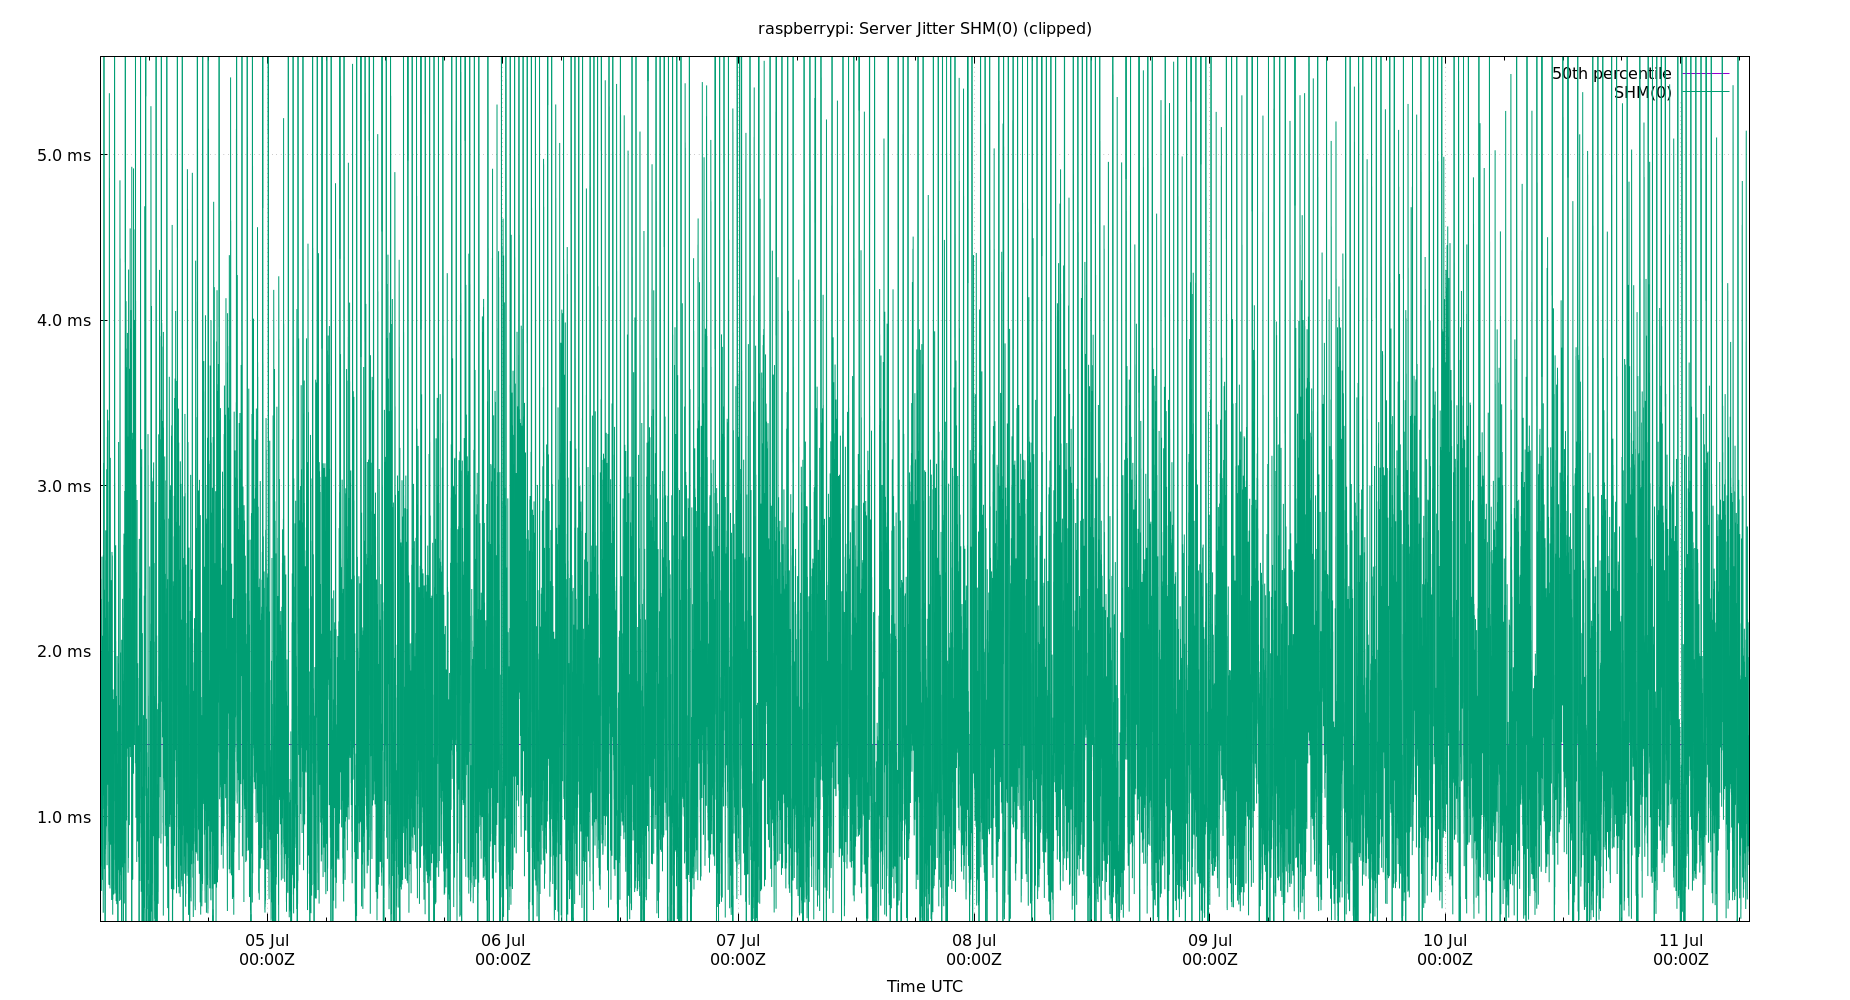 raspberrypi: Server Jitter SHM(0) (clipped)
50th percentile
SHM(0)
5.0 ms
4.0 ms
3.0 ms
2.0 ms
1.0 ms
05 Jul 06 Jul 07 Jul 08 Jul 09 Jul 10 Jul 11 Jul
00:00Z 00:00Z 00:00Z 00:00Z 00:00Z 00:00Z 00:00Z
Time UTC